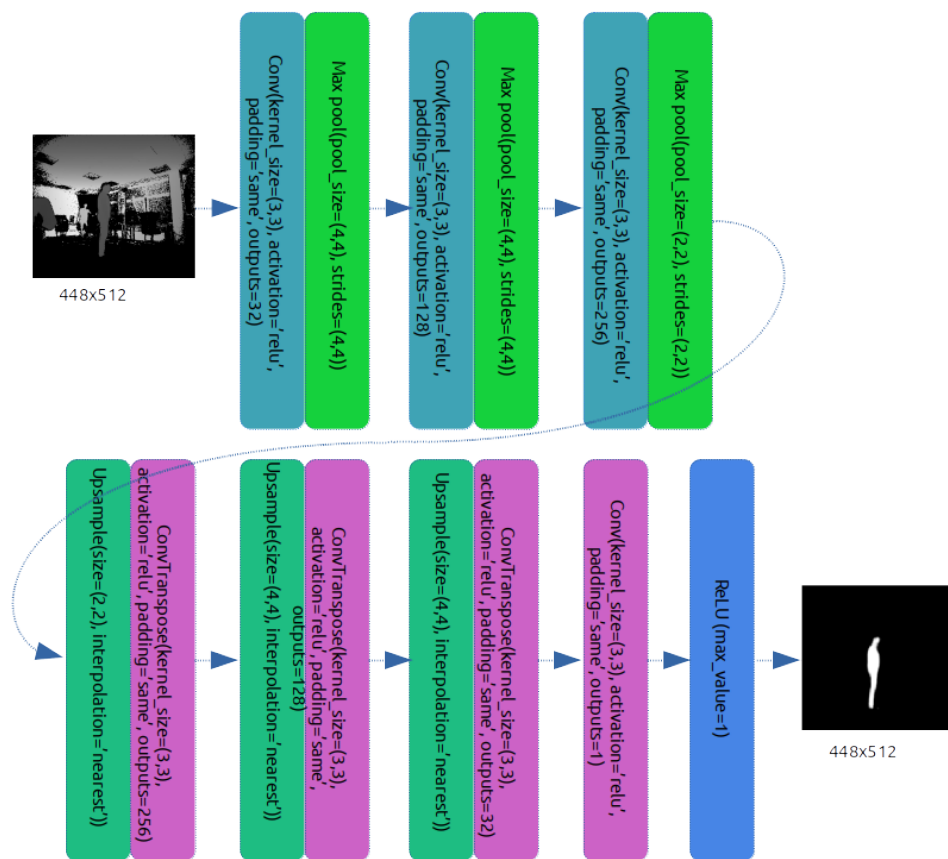 448x512
Conv(kernel_size=(3,3), activation='relu',
padding='same', outputs=32)
Max pool(pool_size=(4,4), strides=(4,4))
Conv(kernel_size=(3,3), activation='relu',
padding='same', outputs=128)
Max pool(pool_size=(4,4), strides=(4,4))
Conv(kernel_size=(3,3), activation='relu',
padding='same', outputs=256)
Max pool(pool_size=(2,2), strides=(2,2))
Upsample(size=(2,2), interpolation='nearest'))
ConvTranspose(kernel_size=(3,3),
activation='relu', padding='same', outputs=256)
Upsample(size=(4,4), interpolation='nearest'))
ConvTranspose(kernel_size=(3,3),
activation='relu', padding='same',
outputs=128)
Upsample(size=(4,4), interpolation='nearest'))
ConvTranspose(kernel_size=(3,3),
activation='relu', padding='same', outputs=32)
Conv(kernel_size=(3,3), activation='relu',
padding='same', outputs=1)
ReLU (max_value=1)
448x512